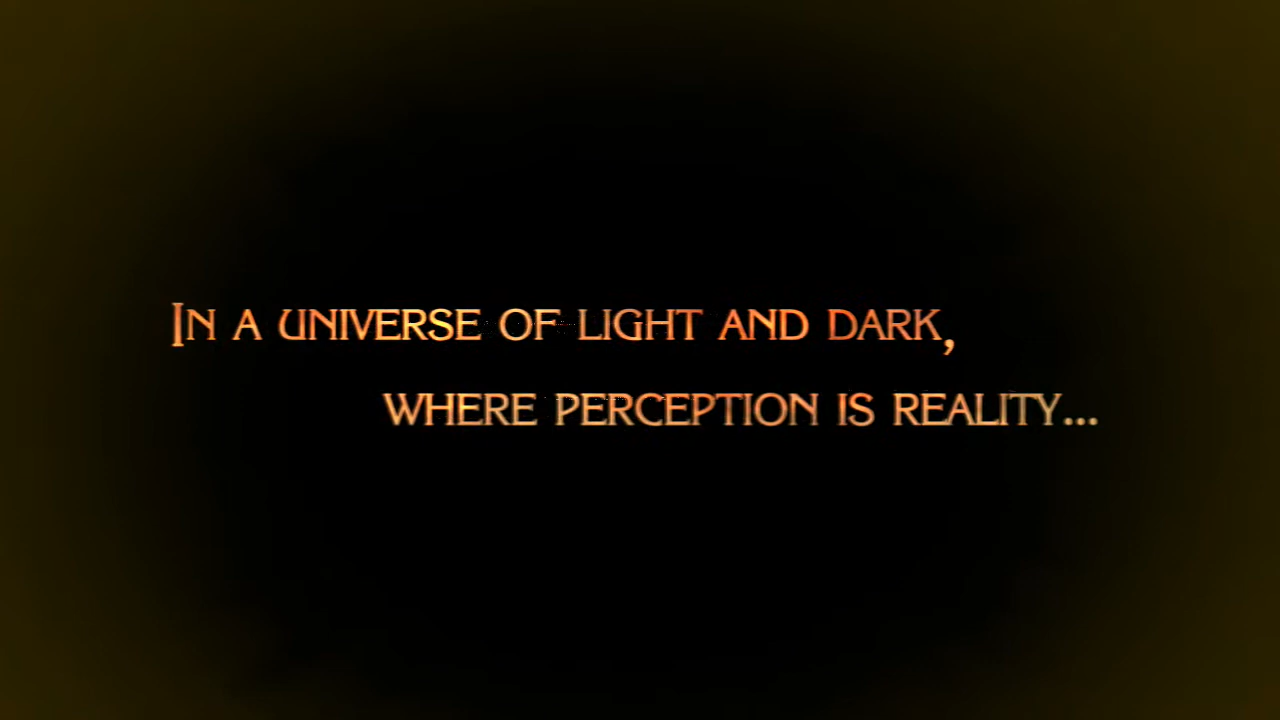 In a universe of light and dark,
where perception is reality...